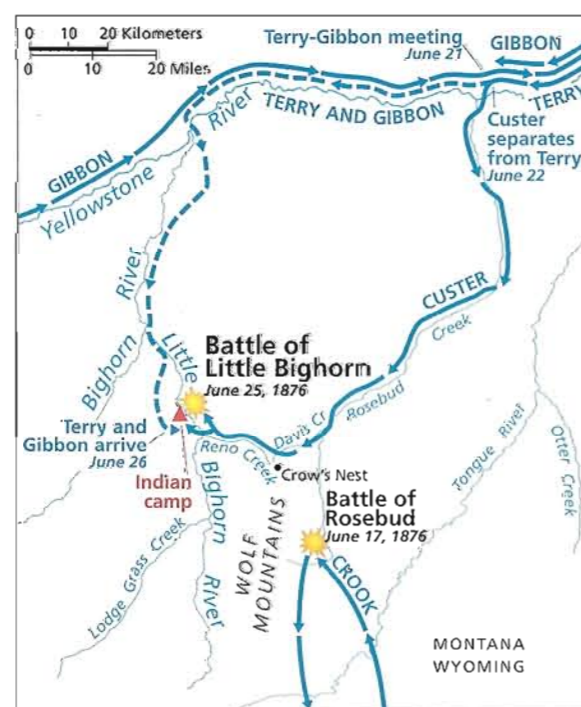 0 10 20 Kilometers
0 10 20 Miles
Terry-Gibbon meeting
June 21
GIBBON
TERRY
TERRY AND GIBBON
Custer
separates
from Terry
June 22
GIBBON
Yellowstone
River
River
Bighorn
CUSTER
Creek
Rosebud
Davis Cr
Little
Battle of
Little Bighorn
June 25, 1876
Terry and
Gibbon arrive
June 26
Indian
camp
Reno Creek
Crow's Nest
Bighorn
River
Lodge Grass Creek
WOLF
MOUNTAINS
Battle of
Rosebud
June 17, 1876
CROOK
Tongue River
Otter Creek
MONTANA
WYOMING